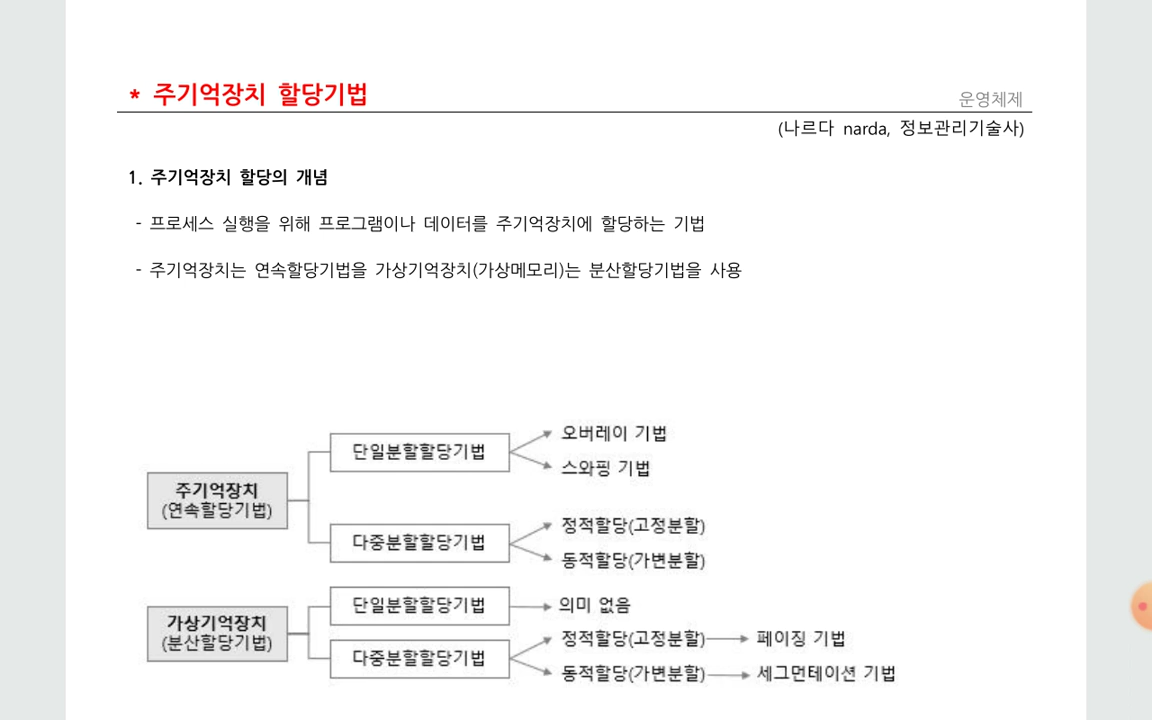 * 주기억장치 할당기법
운영체제
(나르다 narda, 정보관리기술사)
1. 주기억장치 할당의 개념
- 프로세스 실행을 위해 프로그램이나 데이터를 주기억장치에 할당하는 기법
- 주기억장치는 연속할당기법을 가상기억장치(가상메모리)는 분산할당기법을 사용
주기억장치
(연속할당기법)
단일분할할당기법
오버레이 기법
스와핑 기법
다중분할할당기법
정적할당(고정분할)
동적할당(가변분할)
가상기억장치
(분산할당기법)
단일분할할당기법
의미 없음
다중분할할당기법
정적할당(고정분할)
페이징 기법
동적할당(가변분할)
세그먼테이션 기법